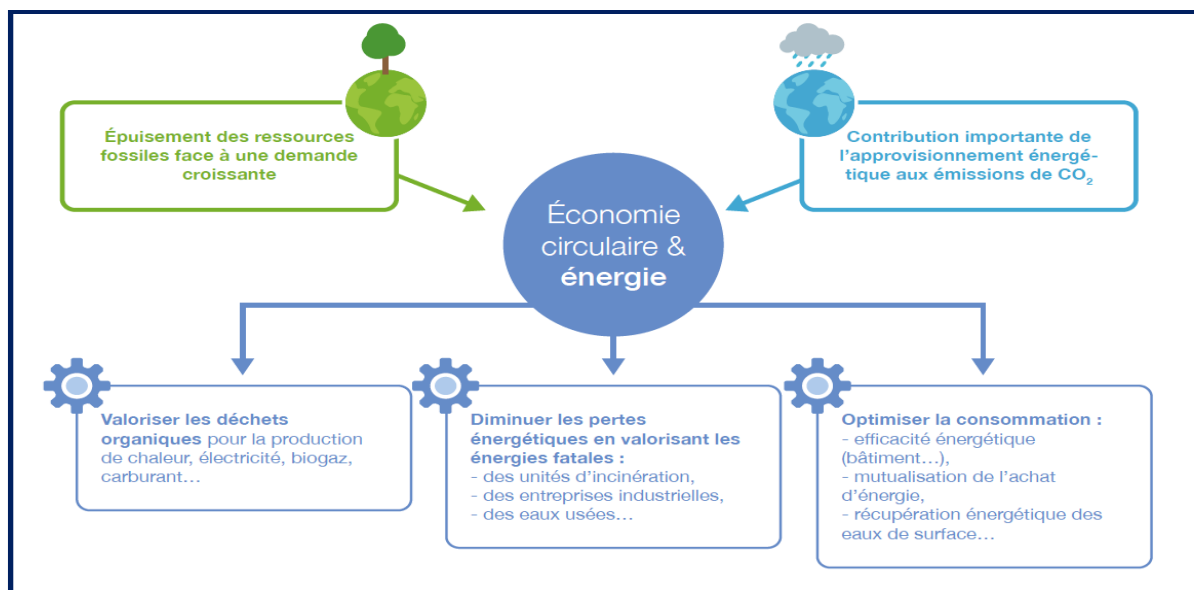 Épuisement des ressources
fossiles face à une demande
croissante
Contribution importante de
l’approvisionnement énergé-
tique aux émissions de CO₂
Économie
circulaire &
énergie
Valoriser les déchets
organiques pour la production
de chaleur, électricité, biogaz,
carburant…
Diminuer les pertes
énergétiques en valorisant les
énergies fatales :
- des unités d’incinération,
- des entreprises industrielles,
- des eaux usées…
Optimiser la consommation :
- efficacité énergétique
(bâtiment…),
- mutualisation de l’achat
d’énergie,
- récupération énergétique des
eaux de surface…